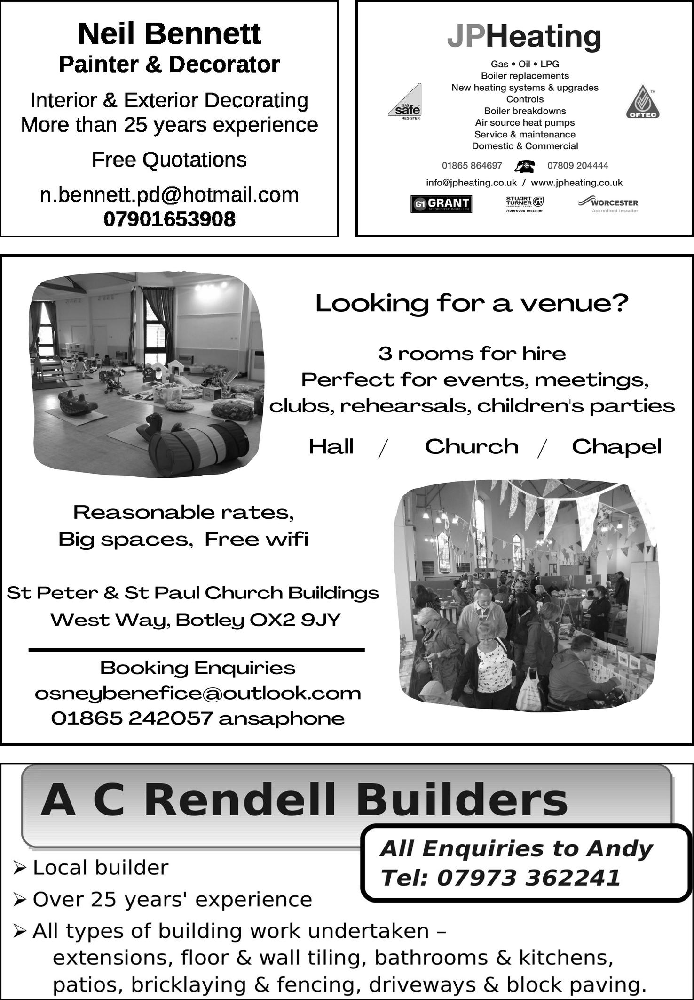 Neil Bennett
Painter & Decorator
Interior & Exterior Decorating
More than 25 years experience
Free Quotations
n.bennett.pd@hotmail.com
07901653908
JPHeating
Gas • Oil • LPG
Boiler replacements
New heating systems & upgrades
Controls
Boiler breakdowns
Air source heat pumps
Service & maintenance
Domestic & Commercial
GAS
safe
REGISTER
OFTEC™
01865 864697 07809 204444
info@jpheating.co.uk / www.jpheating.co.uk
G1 GRANT
ACCREDITED INSTALLER
STUART
TURNER
ENGINEERED TO EXCEL
Approved Installer
WORCESTER
Accredited Installer
Looking for a venue?
3 rooms for hire
Perfect for events, meetings,
clubs, rehearsals, children's parties
Hall / Church / Chapel
Reasonable rates,
Big spaces, Free wifi
St Peter & St Paul Church Buildings
West Way, Botley OX2 9JY
Booking Enquiries
osneybenefice@outlook.com
01865 242057 ansaphone
A C Rendell Builders
All Enquiries to Andy
Tel: 07973 362241
➢ Local builder
➢ Over 25 years' experience
➢ All types of building work undertaken –
extensions, floor & wall tiling, bathrooms & kitchens,
patios, bricklaying & fencing, driveways & block paving.